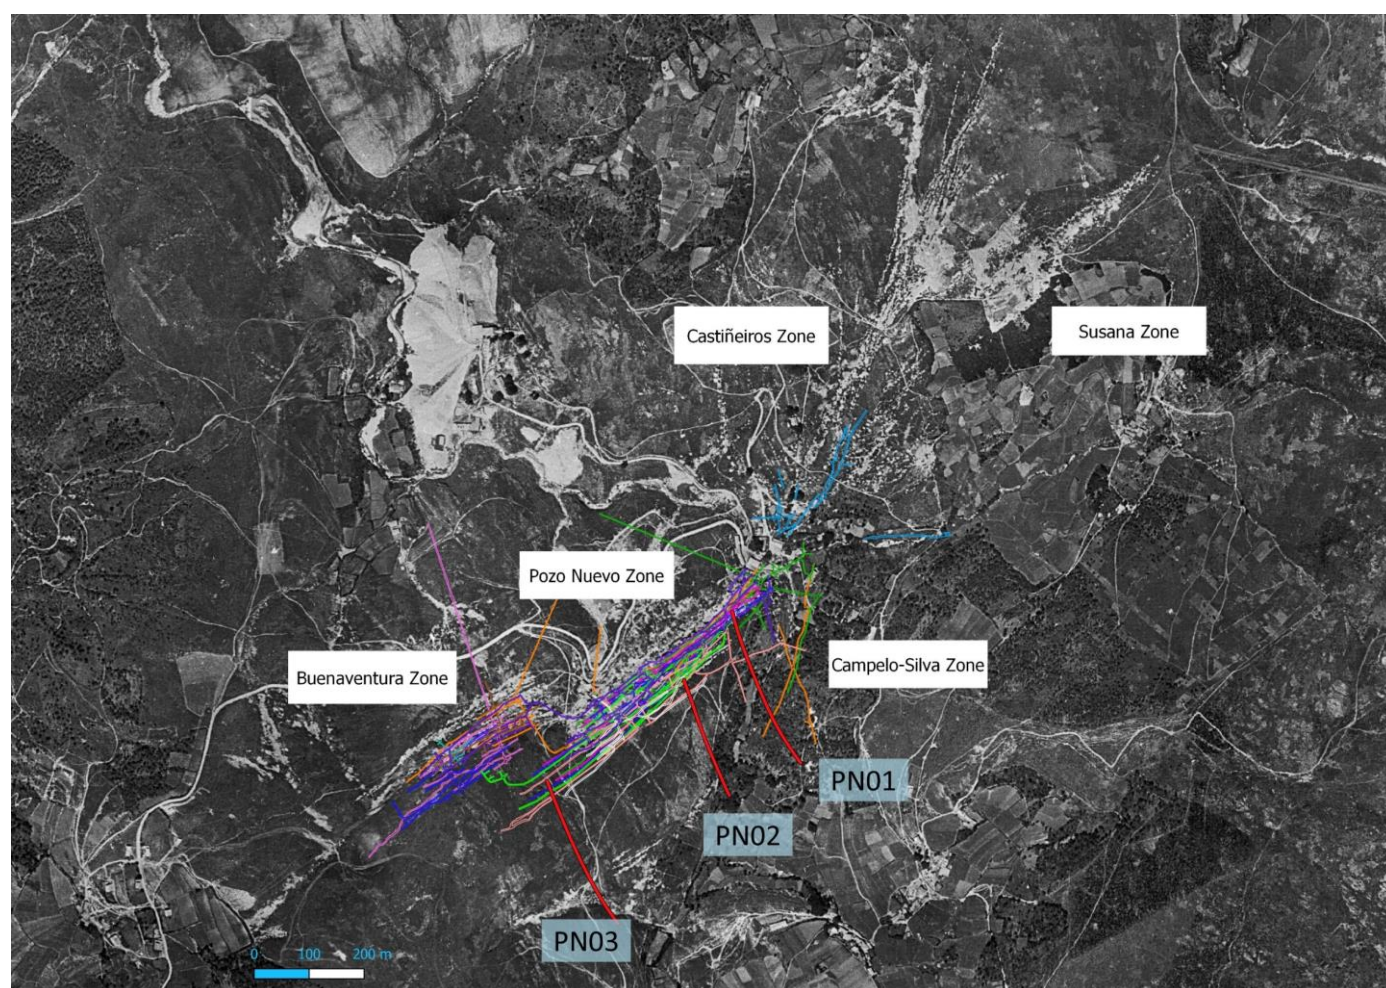 Castiñeiros Zone
Susana Zone
Pozo Nuevo Zone
Buenaventura Zone
Campelo-Silva Zone
PN01
PN02
PN03
0 100 200 m